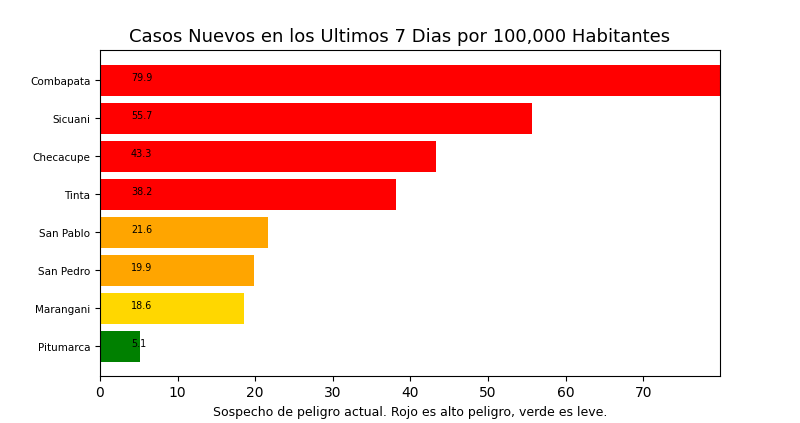 Casos Nuevos en los Ultimos 7 Dias por 100,000 Habitantes
Combapata 79.9
Sicuani 55.7
Checacupe 43.3
Tinta 38.2
San Pablo 21.6
San Pedro 19.9
Marangani 18.6
Pitumarca 5.1
0 10 20 30 40 50 60 70
Sospecho de peligro actual. Rojo es alto peligro, verde es leve.